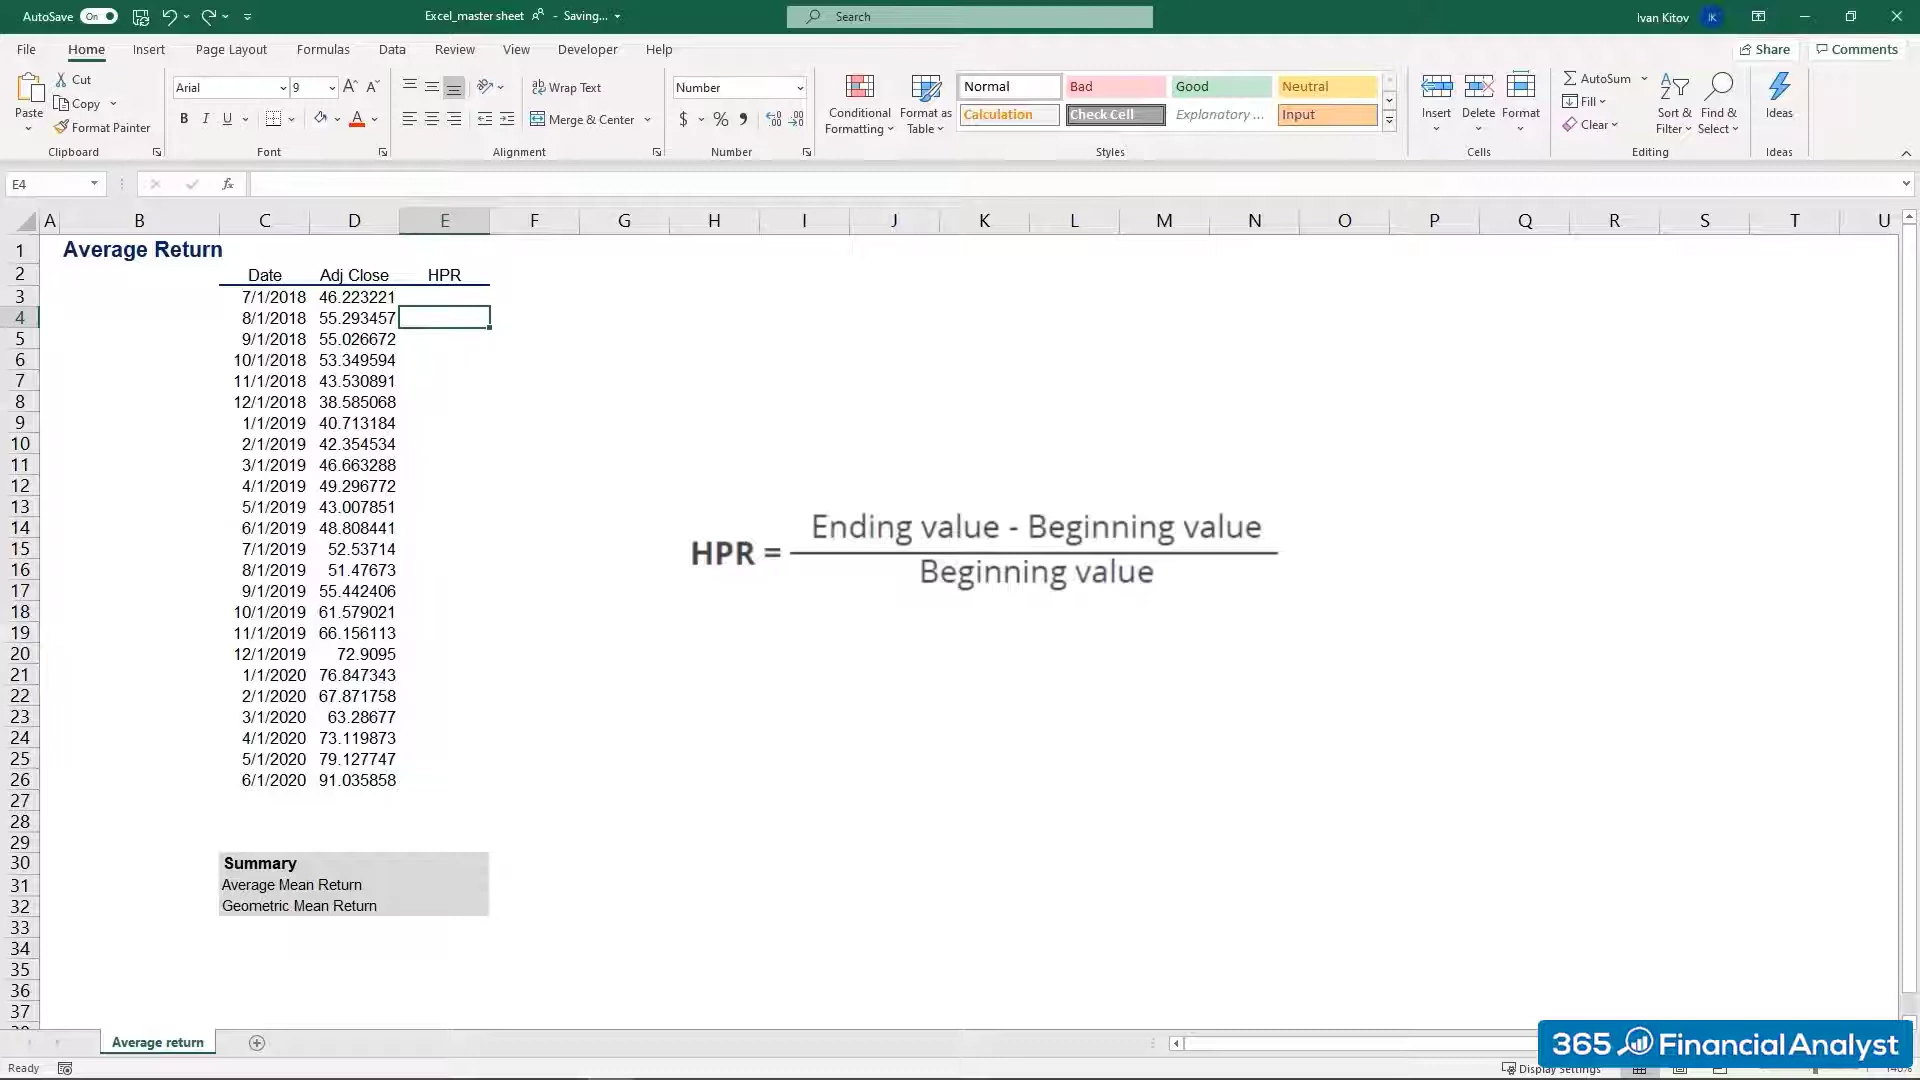 AutoSave On Excel_master sheet - Saving... Search Ivan Kitov IK
File Home Insert Page Layout Formulas Data Review View Developer Help Share Comments
Paste Cut Copy Format Painter Clipboard
Arial 9 B I U Font
Wrap Text Merge & Center Alignment
Number $ % Number
Conditional Formatting Format as Table
Normal Bad Good Neutral
Calculation Check Cell Explanatory ... Input
Styles
Insert Delete Format Cells
AutoSum Fill Clear Sort & Filter Find & Select Editing
Ideas Ideas
E4 fx
A B C D E F G H I J K L M N O P Q R S T U
1 Average Return
2 Date Adj Close HPR
3 7/1/2018 46.223221
4 8/1/2018 55.293457
5 9/1/2018 55.026672
6 10/1/2018 53.349594
7 11/1/2018 43.530891
8 12/1/2018 38.585068
9 1/1/2019 40.713184
10 2/1/2019 42.354534
11 3/1/2019 46.663288
12 4/1/2019 49.296772
13 5/1/2019 43.007851
14 6/1/2019 48.808441
15 7/1/2019 52.53714
16 8/1/2019 51.47673
17 9/1/2019 55.442406
18 10/1/2019 61.579021
19 11/1/2019 66.156113
20 12/1/2019 72.9095
21 1/1/2020 76.847343
22 2/1/2020 67.871758
23 3/1/2020 63.28677
24 4/1/2020 73.119873
25 5/1/2020 79.127747
26 6/1/2020 91.035858
27
28
29
30 Summary
31 Average Mean Return
32 Geometric Mean Return
33
34
35
36
37
HPR = Ending value - Beginning value
Beginning value
Average return
365 Financial Analyst
Ready Display Settings